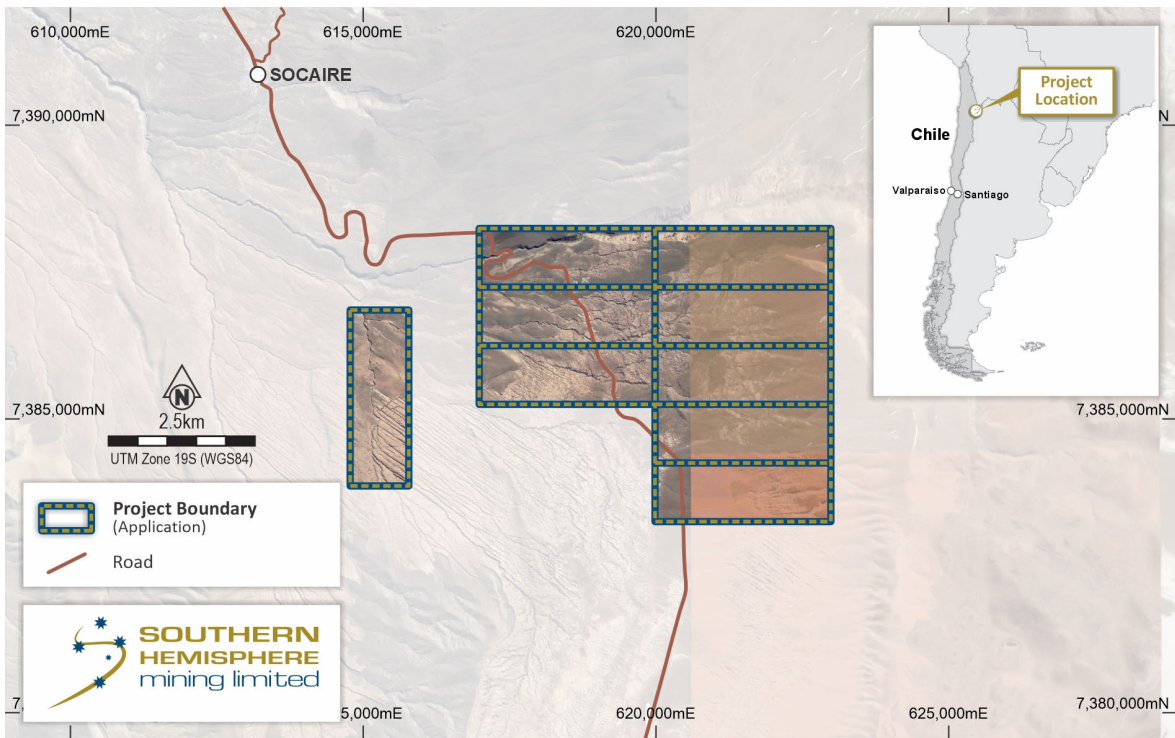 610,000mE
615,000mE
620,000mE
SOCAIRE
7,390,000mN
N
Project
Location
Chile
Valparaiso
Santiago
N
2.5km
UTM Zone 19S (WGS84)
7,385,000mN
7,385,000mN
Project Boundary
(Application)
Road
SOUTHERN
HEMISPHERE
mining limited
7,
5,000mE
620,000mE
625,000mE
7,380,000mN